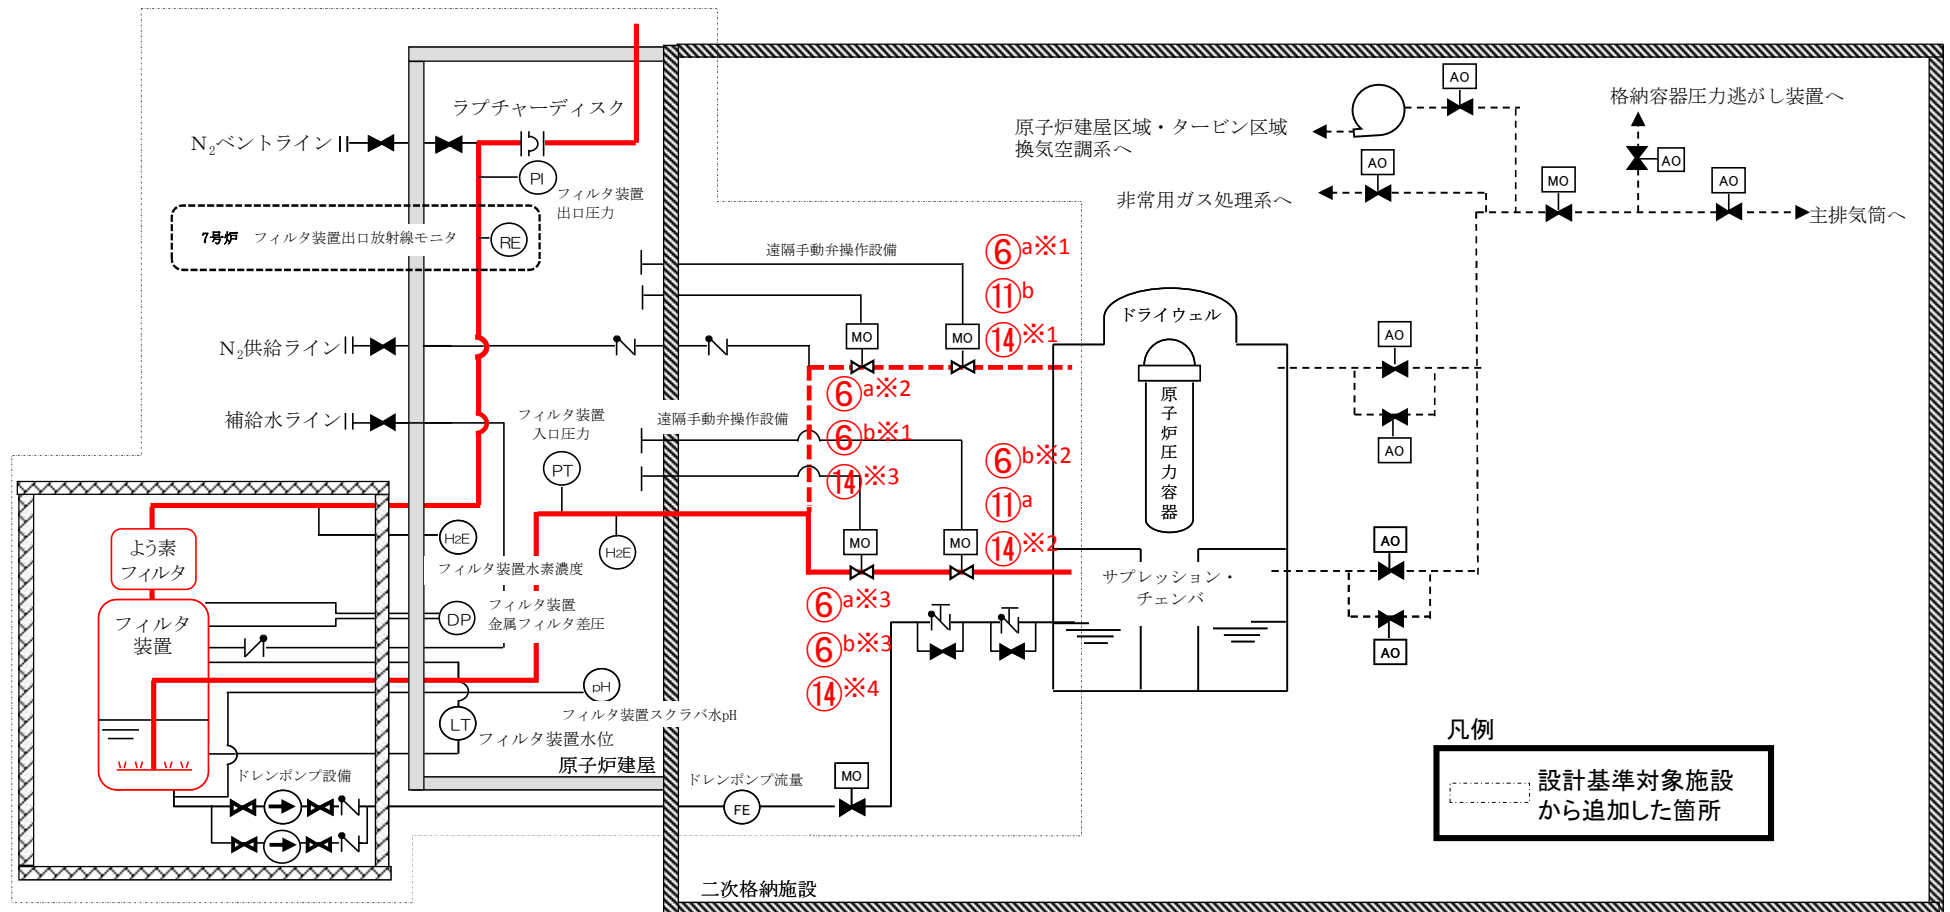 ラプチャーディスク
N₂ベントライン
PI
フィルタ装置
出口圧力
7号炉 フィルタ装置出口放射線モニタ
RE
遠隔手動弁操作設備
⑥a※1
⑪b
⑭※1
MO
MO
N₂供給ライン
⑥a※2
⑥b※1
⑭※3
補給水ライン
フィルタ装置
入口圧力
PT
遠隔手動弁操作設備
⑥b※2
⑪a
⑭※2
MO
MO
H2E
H2E
フィルタ装置水素濃度
よう素
フィルタ
フィルタ
装置
DP
フィルタ装置
金属フィルタ差圧
⑥a※3
⑥b※3
⑭※4
pH
フィルタ装置スクラバ水pH
LT
フィルタ装置水位
原子炉建屋
ドレンポンプ設備
ドレンポンプ流量
FE
MO
ドライウェル
原子炉圧力容器
サプレッション・
チェンバ
原子炉建屋区域・タービン区域
換気空調系へ
AO
格納容器圧力逃がし装置へ
AO
非常用ガス処理系へ
AO
MO
AO
主排気筒へ
AO
AO
AO
AO
凡例
設計基準対象施設
から追加した箇所
二次格納施設